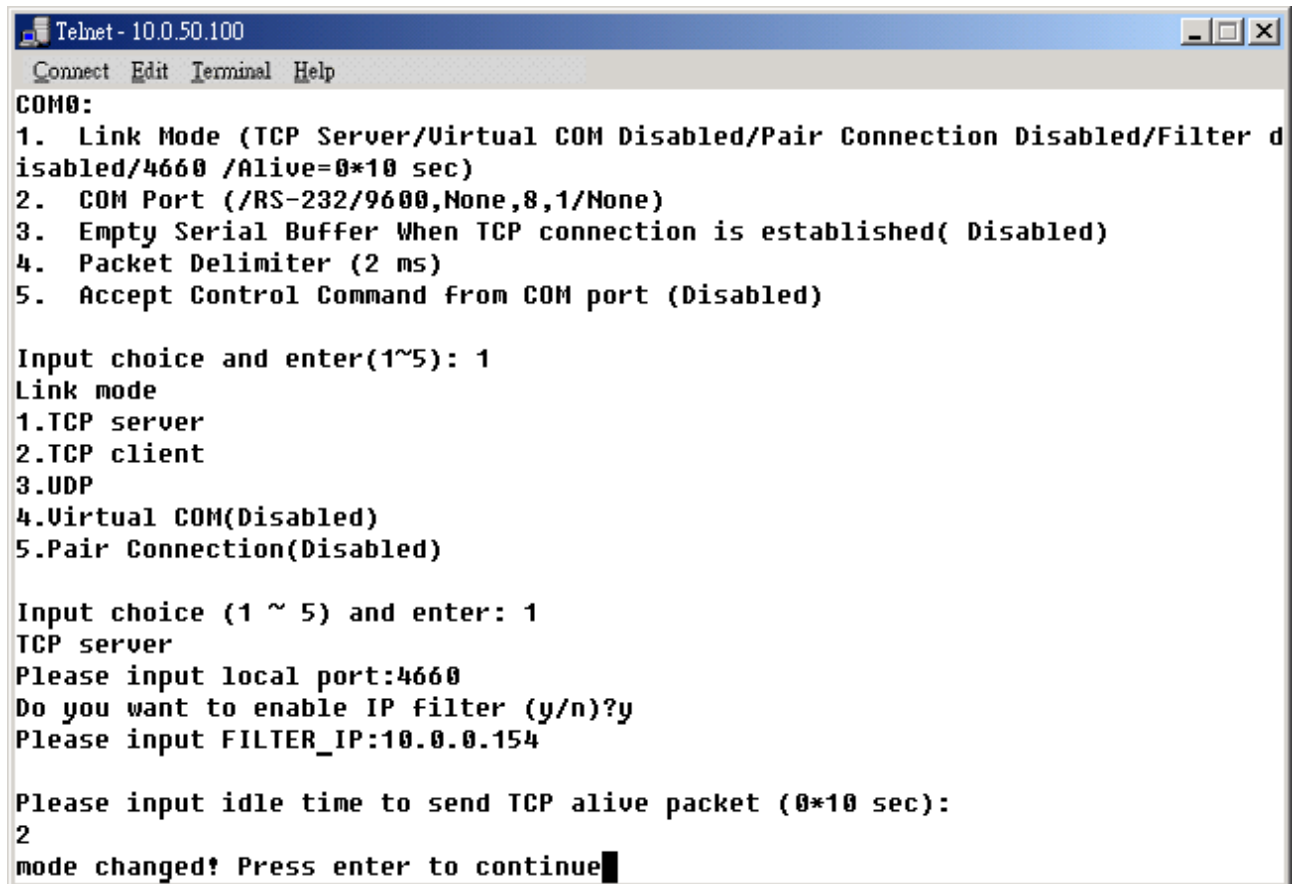 Telnet - 10.0.50.100
Connect Edit Terminal Help
COM0:
1.  Link Mode (TCP Server/Virtual COM Disabled/Pair Connection Disabled/Filter d
isabled/4660 /Alive=0*10 sec)
2.  COM Port (/RS-232/9600,None,8,1/None)
3.  Empty Serial Buffer When TCP connection is established( Disabled)
4.  Packet Delimiter (2 ms)
5.  Accept Control Command from COM port (Disabled)
Input choice and enter(1~5): 1
Link mode
1.TCP server
2.TCP client
3.UDP
4.Virtual COM(Disabled)
5.Pair Connection(Disabled)
Input choice (1 ~ 5) and enter: 1
TCP server
Please input local port:4660
Do you want to enable IP filter (y/n)?y
Please input FILTER_IP:10.0.0.154
Please input idle time to send TCP alive packet (0*10 sec):
2
mode changed! Press enter to continue